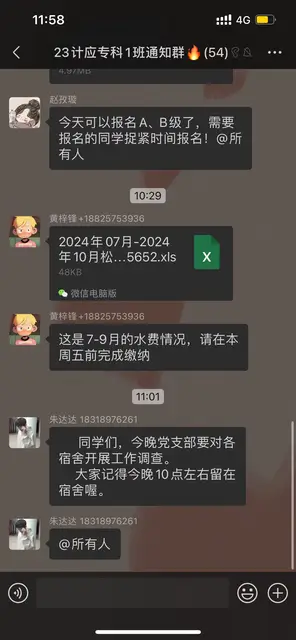 11:58
4G
23计应专科1班通知群🔥(54)
4.97MB
赵孜璇
今天可以报名A、B级了，需要
报名的同学捉紧时间报名！@所
有人
10:29
黄梓锋+18825753936
2024年07月-2024
年10月松...5652.xls
48KB
X
微信电脑版
黄梓锋+18825753936
这是7-9月的水费情况，请在本
周五前完成缴纳
11:01
朱达达 18318976261
同学们，今晚党支部要对各
宿舍开展工作调查。
大家记得今晚10点左右留在
宿舍喔。
朱达达 18318976261
@所有人